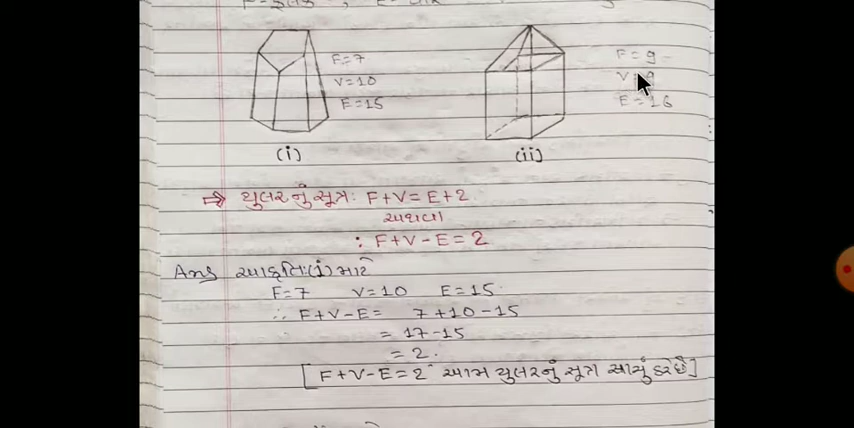 F=7
V=10
E=15
F=9
V=9
E=16
(i)
(ii)
⇒ યુલરનું સૂત્ર: F+V=E+2
અથવા
∴ F+V-E=2
Ans આકૃતિ:(i) માટે
F=7 V=10 E=15
∴ F+V-E= 7+10-15
= 17-15
= 2.
[F+V-E=2 આમ યુલરનું સૂત્ર સાચું ઠરે છે]